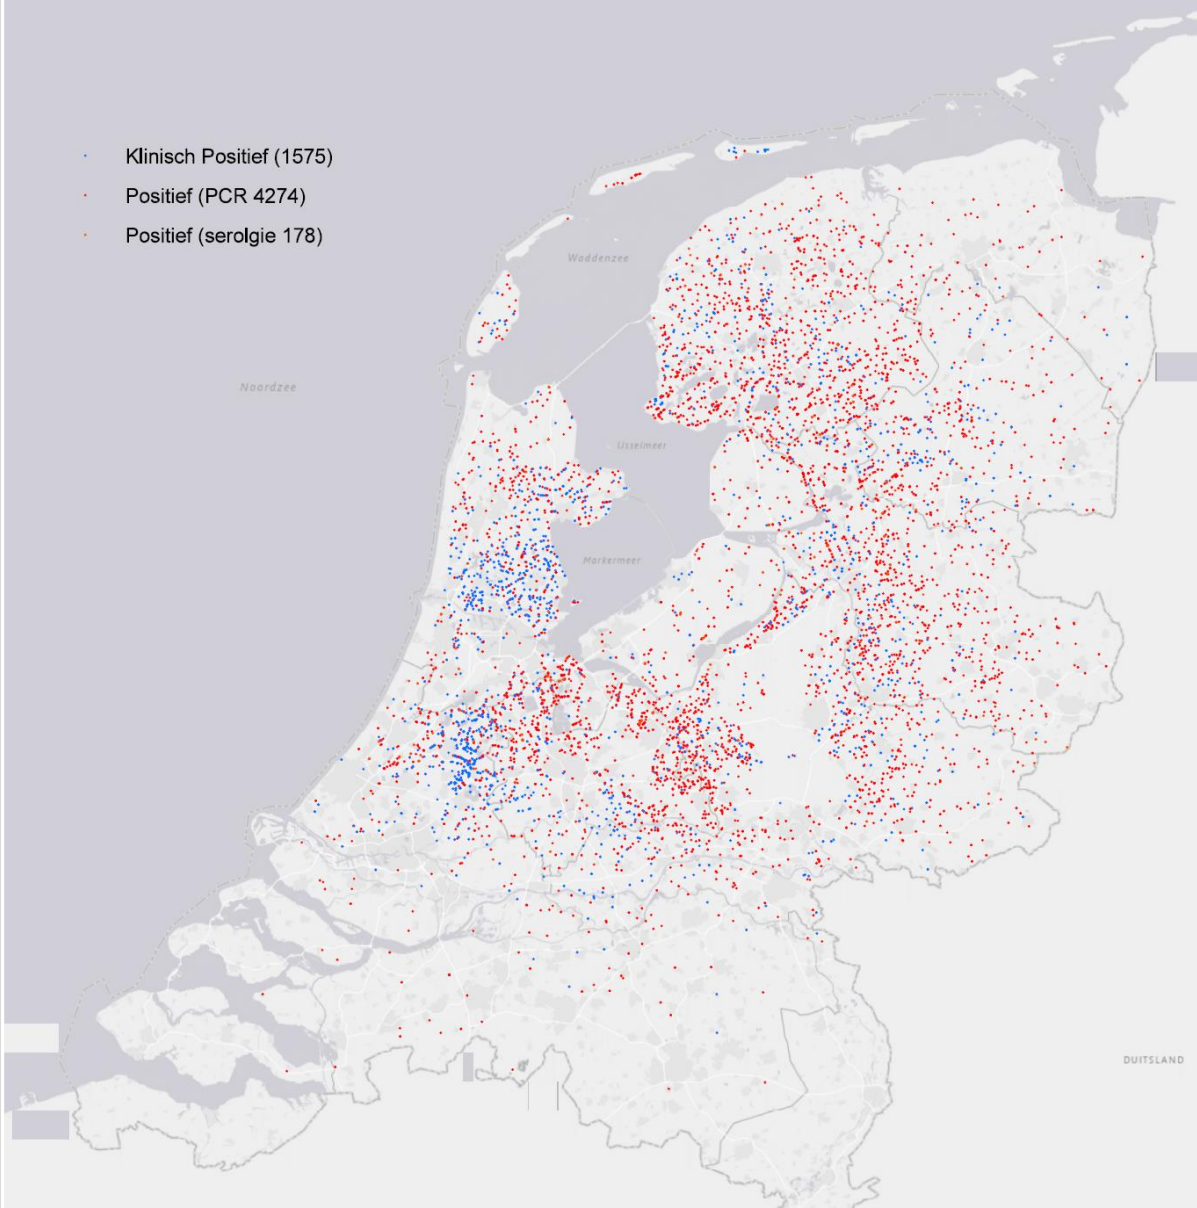 Klinisch Positief (1575)
Positief (PCR 4274)
Positief (serolgie 178)
Waddenzee
Noordzee
IJsselmeer
Markermeer
DUITSLAND